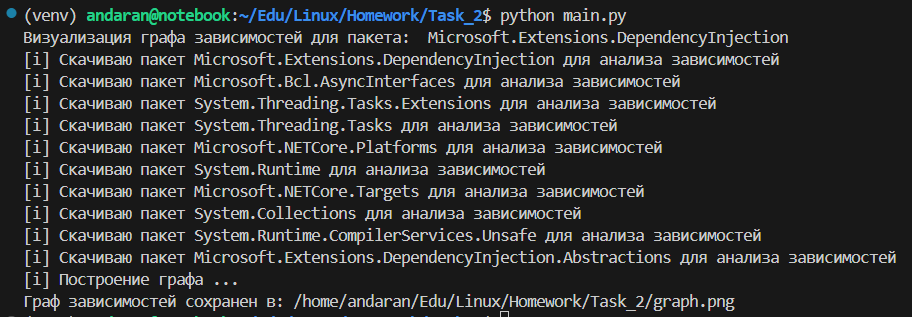 (venv) andaran@notebook:~/Edu/Linux/Homework/Task_2$ python main.py
Визуализация графа зависимостей для пакета:  Microsoft.Extensions.DependencyInjection
[i] Скачиваю пакет Microsoft.Extensions.DependencyInjection для анализа зависимостей
[i] Скачиваю пакет Microsoft.Bcl.AsyncInterfaces для анализа зависимостей
[i] Скачиваю пакет System.Threading.Tasks.Extensions для анализа зависимостей
[i] Скачиваю пакет System.Threading.Tasks для анализа зависимостей
[i] Скачиваю пакет Microsoft.NETCore.Platforms для анализа зависимостей
[i] Скачиваю пакет System.Runtime для анализа зависимостей
[i] Скачиваю пакет Microsoft.NETCore.Targets для анализа зависимостей
[i] Скачиваю пакет System.Collections для анализа зависимостей
[i] Скачиваю пакет System.Runtime.CompilerServices.Unsafe для анализа зависимостей
[i] Скачиваю пакет Microsoft.Extensions.DependencyInjection.Abstractions для анализа зависимостей
[i] Построение графа ...
Граф зависимостей сохранен в: /home/andaran/Edu/Linux/Homework/Task_2/graph.png